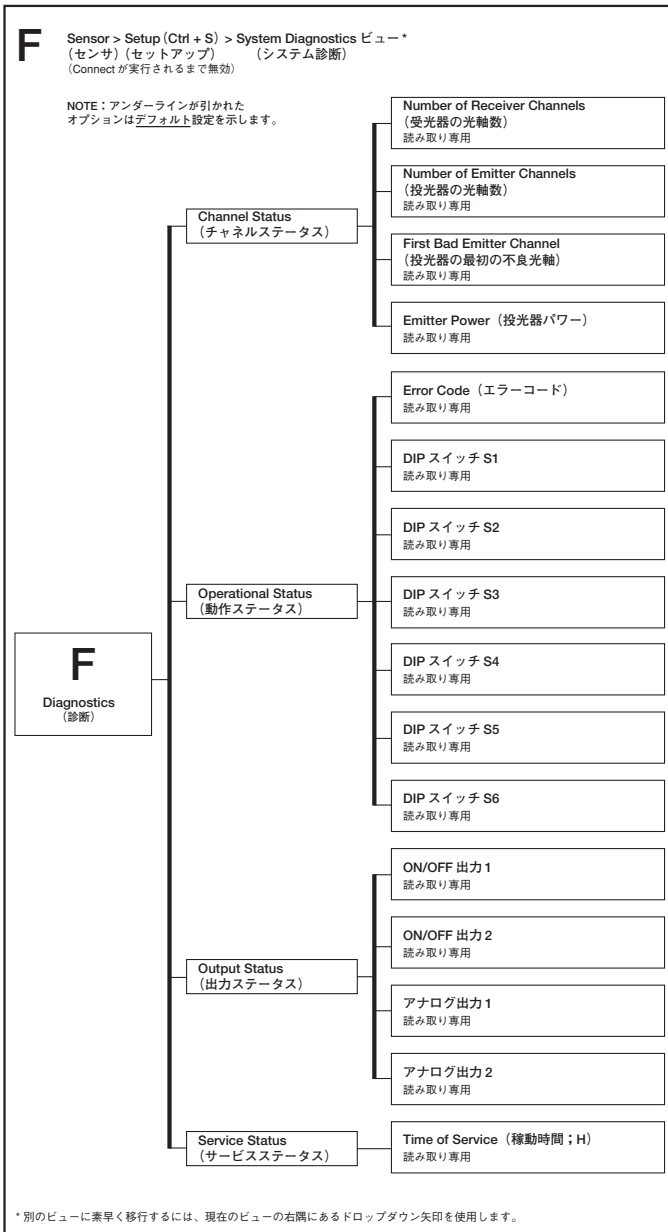 F
Sensor > Setup (Ctrl + S) > System Diagnostics ビュー *
（センサ）（セットアップ）　（システム診断）
（Connect が実行されるまで無効）
NOTE：アンダーラインが引かれた
オプションはデフォルト設定を示します。
F
Diagnostics
（診断）
Channel Status
（チャネルステータス）
Number of Receiver Channels
（受光器の光軸数）
読み取り専用
Number of Emitter Channels
（投光器の光軸数）
読み取り専用
First Bad Emitter Channel
（投光器の最初の不良光軸）
読み取り専用
Emitter Power（投光器パワー）
読み取り専用
Operational Status
（動作ステータス）
Error Code（エラーコード）
読み取り専用
DIP スイッチ S1
読み取り専用
DIP スイッチ S2
読み取り専用
DIP スイッチ S3
読み取り専用
DIP スイッチ S4
読み取り専用
DIP スイッチ S5
読み取り専用
DIP スイッチ S6
読み取り専用
Output Status
（出力ステータス）
ON/OFF 出力 1
読み取り専用
ON/OFF 出力 2
読み取り専用
アナログ出力 1
読み取り専用
アナログ出力 2
読み取り専用
Service Status
（サービスステータス）
Time of Service（稼動時間；H）
読み取り専用
* 別のビューに素早く移行するには、現在のビューの右隅にあるドロップダウン矢印を使用します。